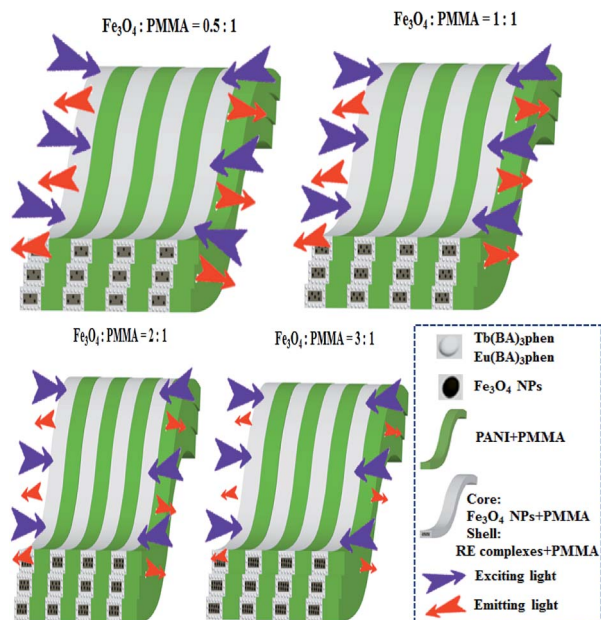 Fe₃O₄ : PMMA = 0.5 : 1
Fe₃O₄ : PMMA = 1 : 1
Fe₃O₄ : PMMA = 2 : 1
Fe₃O₄ : PMMA = 3 : 1
Tb(BA)₃phen
Eu(BA)₃phen
Fe₃O₄ NPs
PANI+PMMA
Core:
Fe₃O₄ NPs+PMMA
Shell:
RE complexes+PMMA
Exciting light
Emitting light